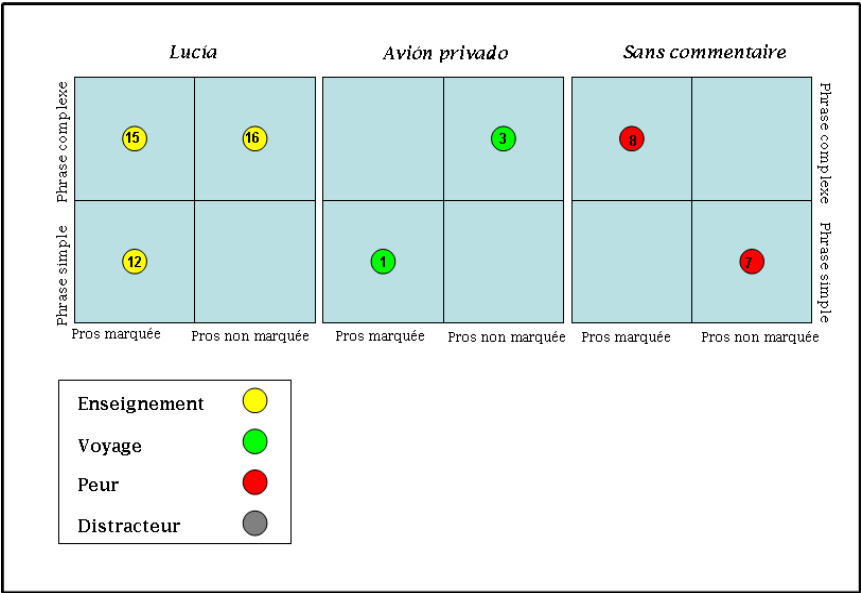 Lucía
Avión privado
Sans commentaire
Phrase complexe
15
16
3
8
Phrase complexe
Phrase simple
12
1
7
Phrase simple
Pros marquée
Pros non marquée
Pros marquée
Pros non marquée
Pros marquée
Pros non marquée
Enseignement
Voyage
Peur
Distracteur